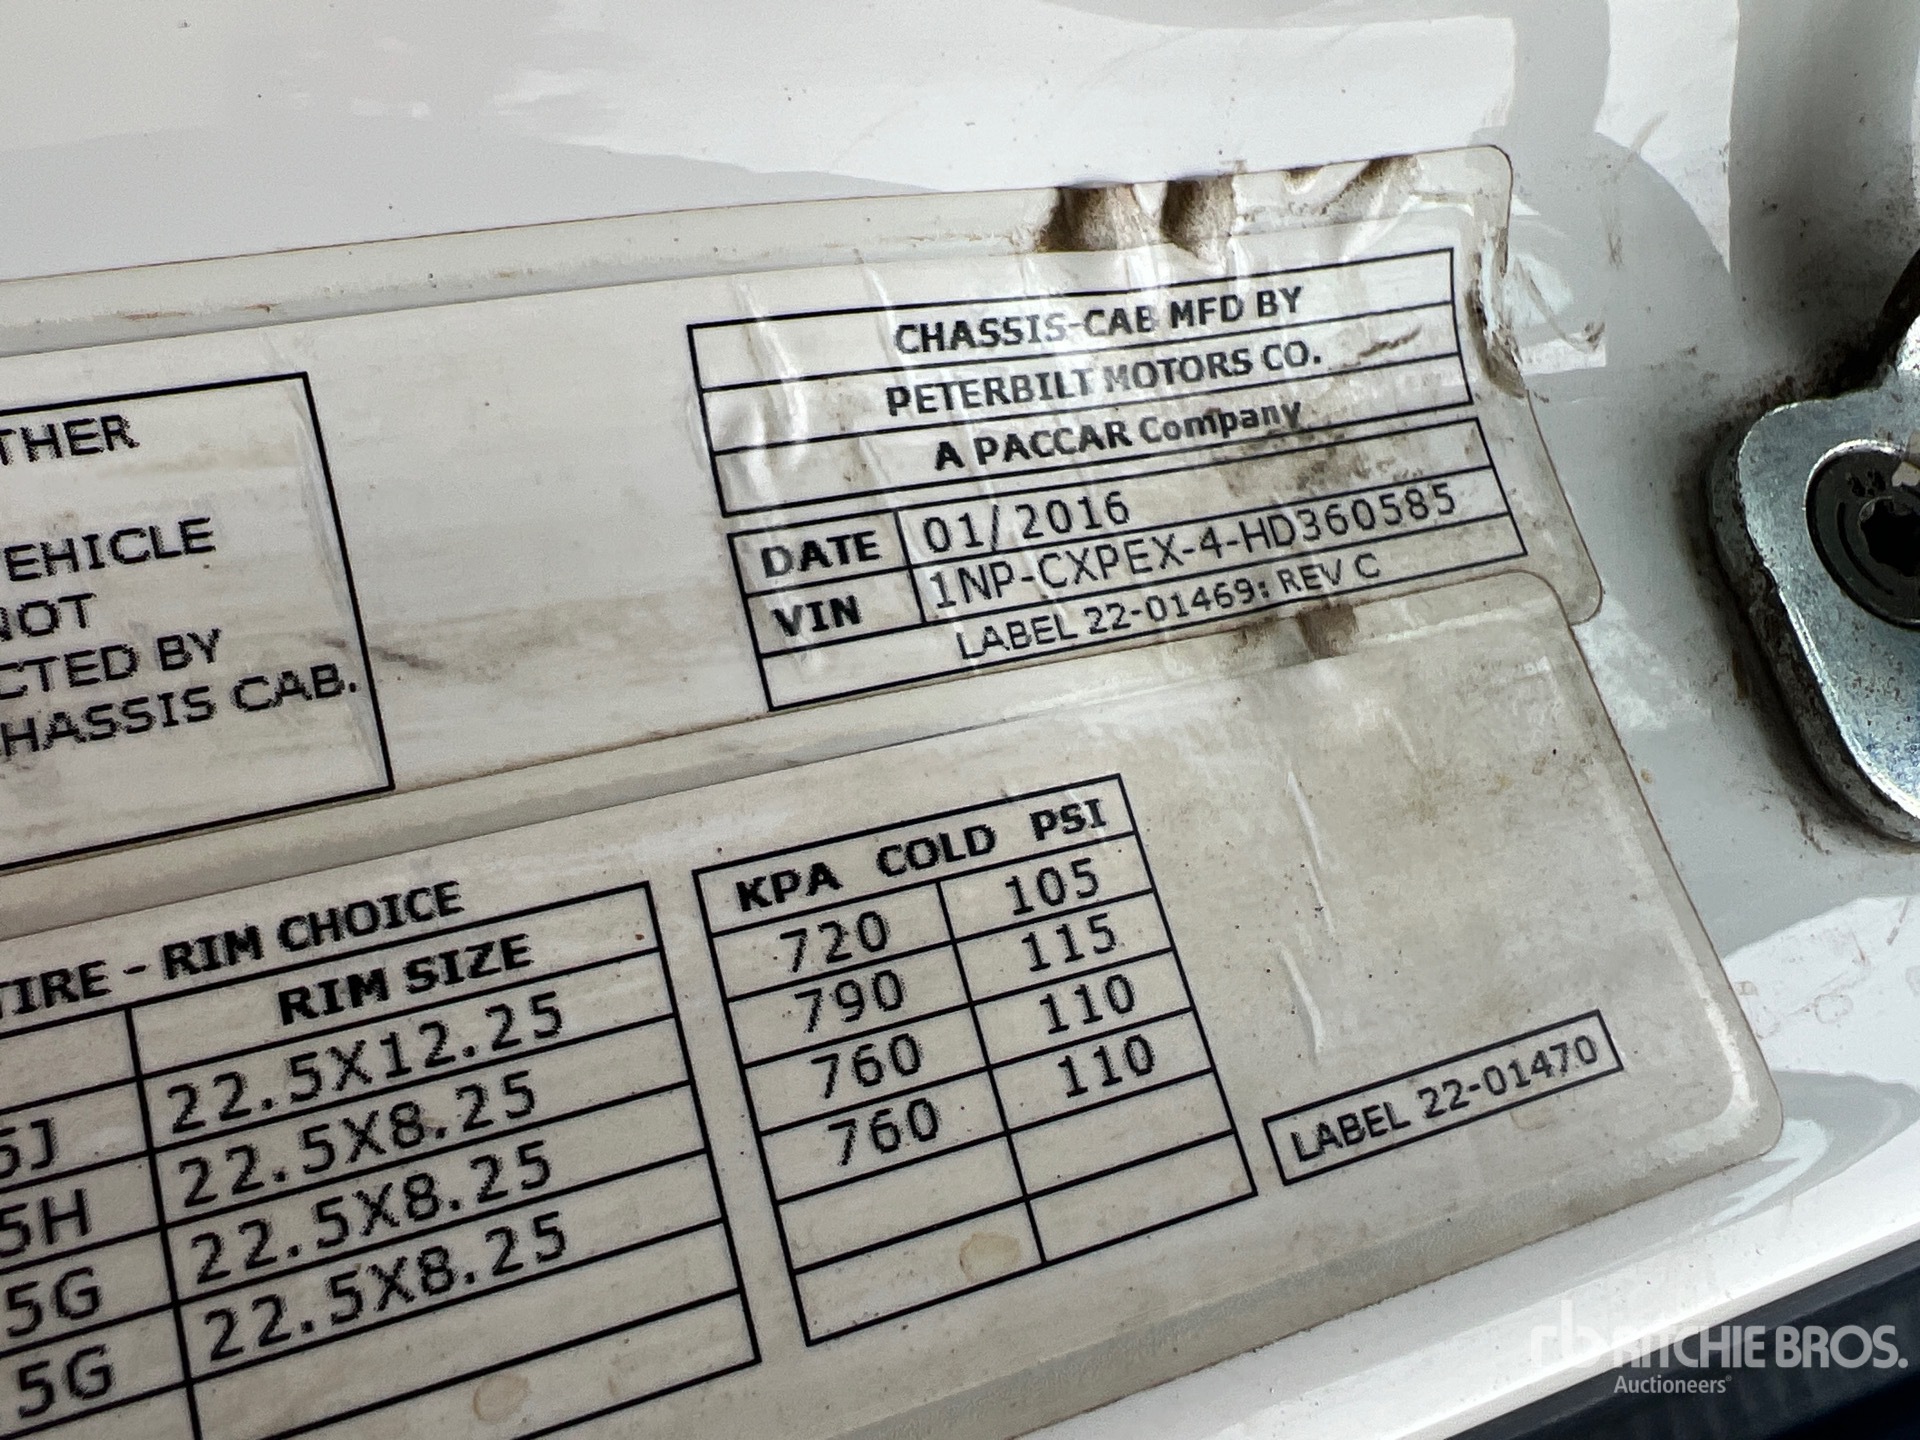 THER
EHICLE
NOT
CTED BY
HASSIS CAB.
CHASSIS-CAB MFD BY
PETERBILT MOTORS CO.
A PACCAR Company
DATE 01/2016
VIN 1NP-CXPEX-4-HD360585
LABEL 22-01469: REV C
TIRE - RIM CHOICE
RIM SIZE
22.5X12.25
5J 22.5X8.25
5H 22.5X8.25
5G 22.5X8.25
5G
KPA COLD PSI
720 105
790 115
760 110
760 110
LABEL 22-01470
rb RITCHIE BROS.
Auctioneers